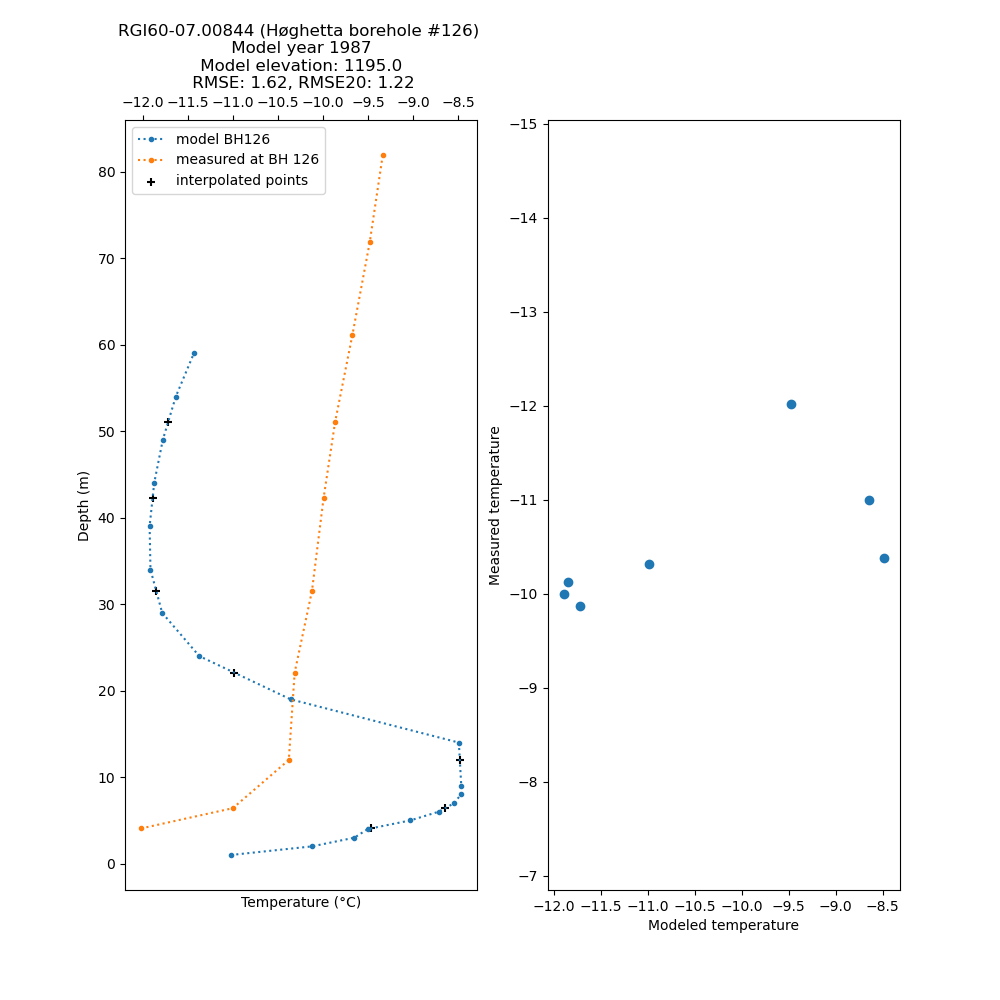 RGI60-07.00844 (Høghetta borehole #126)
Model year 1987
Model elevation: 1195.0
RMSE: 1.62, RMSE20: 1.22
−12.0 −11.5 −11.0 −10.5 −10.0 −9.5 −9.0 −8.5
model BH126
measured at BH 126
interpolated points
80
70
60
50
40
30
20
10
0
Depth (m)
Temperature (°C)
−15
−14
−13
−12
−11
−10
−9
−8
−7
Measured temperature
−12.0 −11.5 −11.0 −10.5 −10.0 −9.5 −9.0 −8.5
Modeled temperature